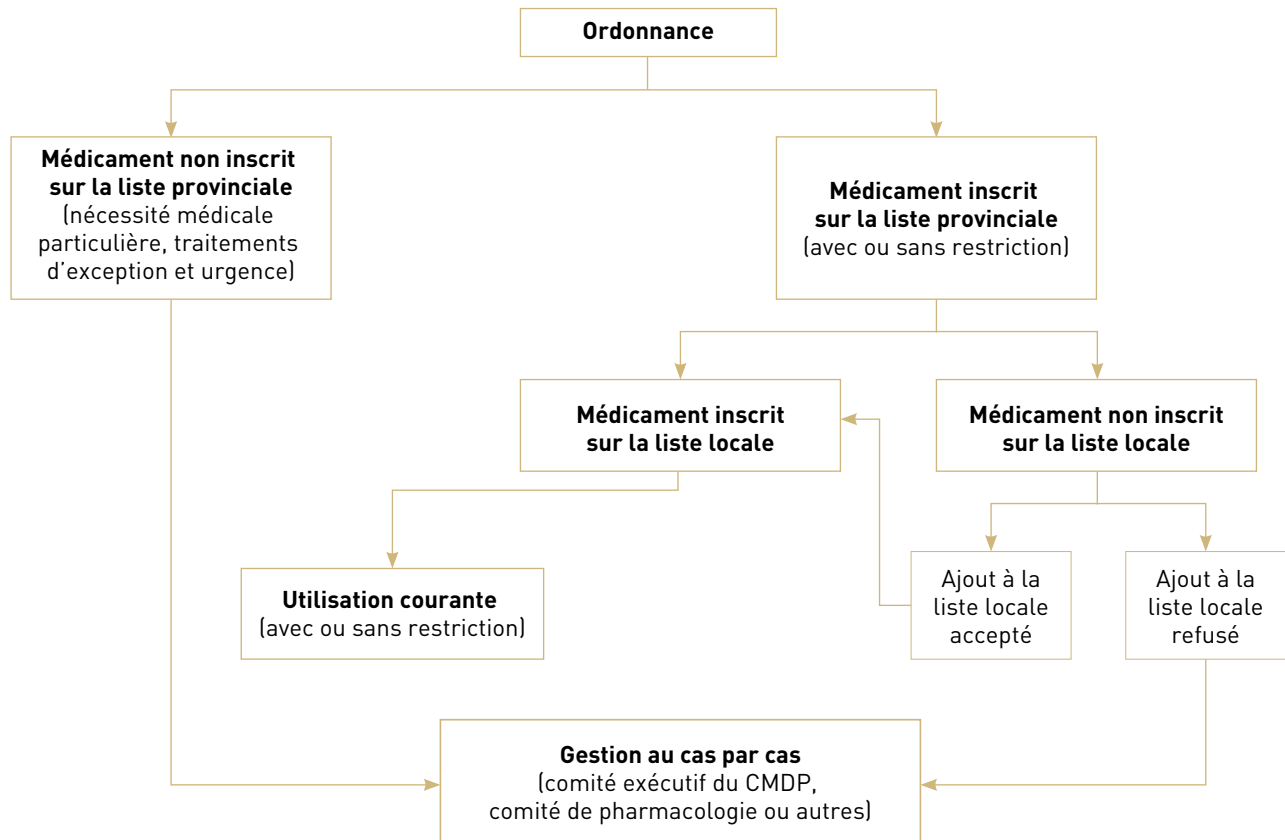 Ordonnance
Médicament non inscrit
sur la liste provinciale
(nécessité médicale
particulière, traitements
d'exception et urgence)
Médicament inscrit
sur la liste provinciale
(avec ou sans restriction)
Médicament inscrit
sur la liste locale
Médicament non inscrit
sur la liste locale
Utilisation courante
(avec ou sans restriction)
Ajout à la
liste locale
accepté
Ajout à la
liste locale
refusé
Gestion au cas par cas
(comité exécutif du CMDP,
comité de pharmacologie ou autres)